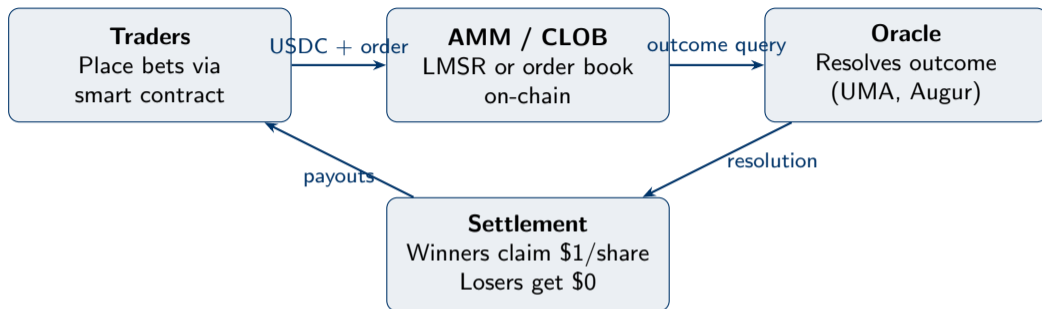 Traders
Place bets via
smart contract
USDC + order
AMM / CLOB
LMSR or order book
on-chain
outcome query
Oracle
Resolves outcome
(UMA, Augur)
resolution
payouts
Settlement
Winners claim $1/share
Losers get $0